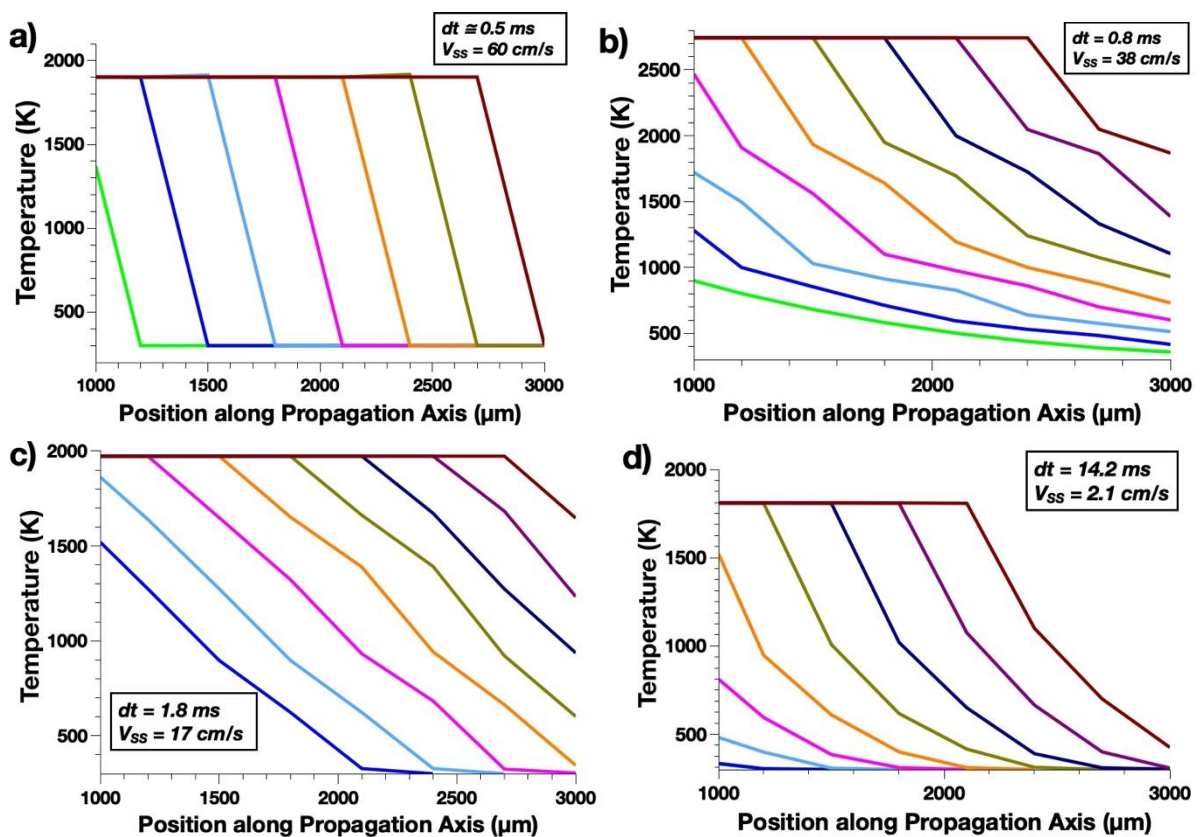 a)
dt ≅ 0.5 ms
V_SS = 60 cm/s
2000
1500
1000
500
Temperature (K)
1000 1500 2000 2500 3000
Position along Propagation Axis (µm)
b)
dt = 0.8 ms
V_SS = 38 cm/s
2500
2000
1500
1000
500
Temperature (K)
1000 2000 3000
Position along Propagation Axis (µm)
c)
2000
1500
1000
500
Temperature (K)
dt = 1.8 ms
V_SS = 17 cm/s
1000 2000 3000
Position along Propagation Axis (µm)
d)
dt = 14.2 ms
V_SS = 2.1 cm/s
2000
1500
1000
500
Temperature (K)
1000 2000 3000
Position along Propagation Axis (µm)